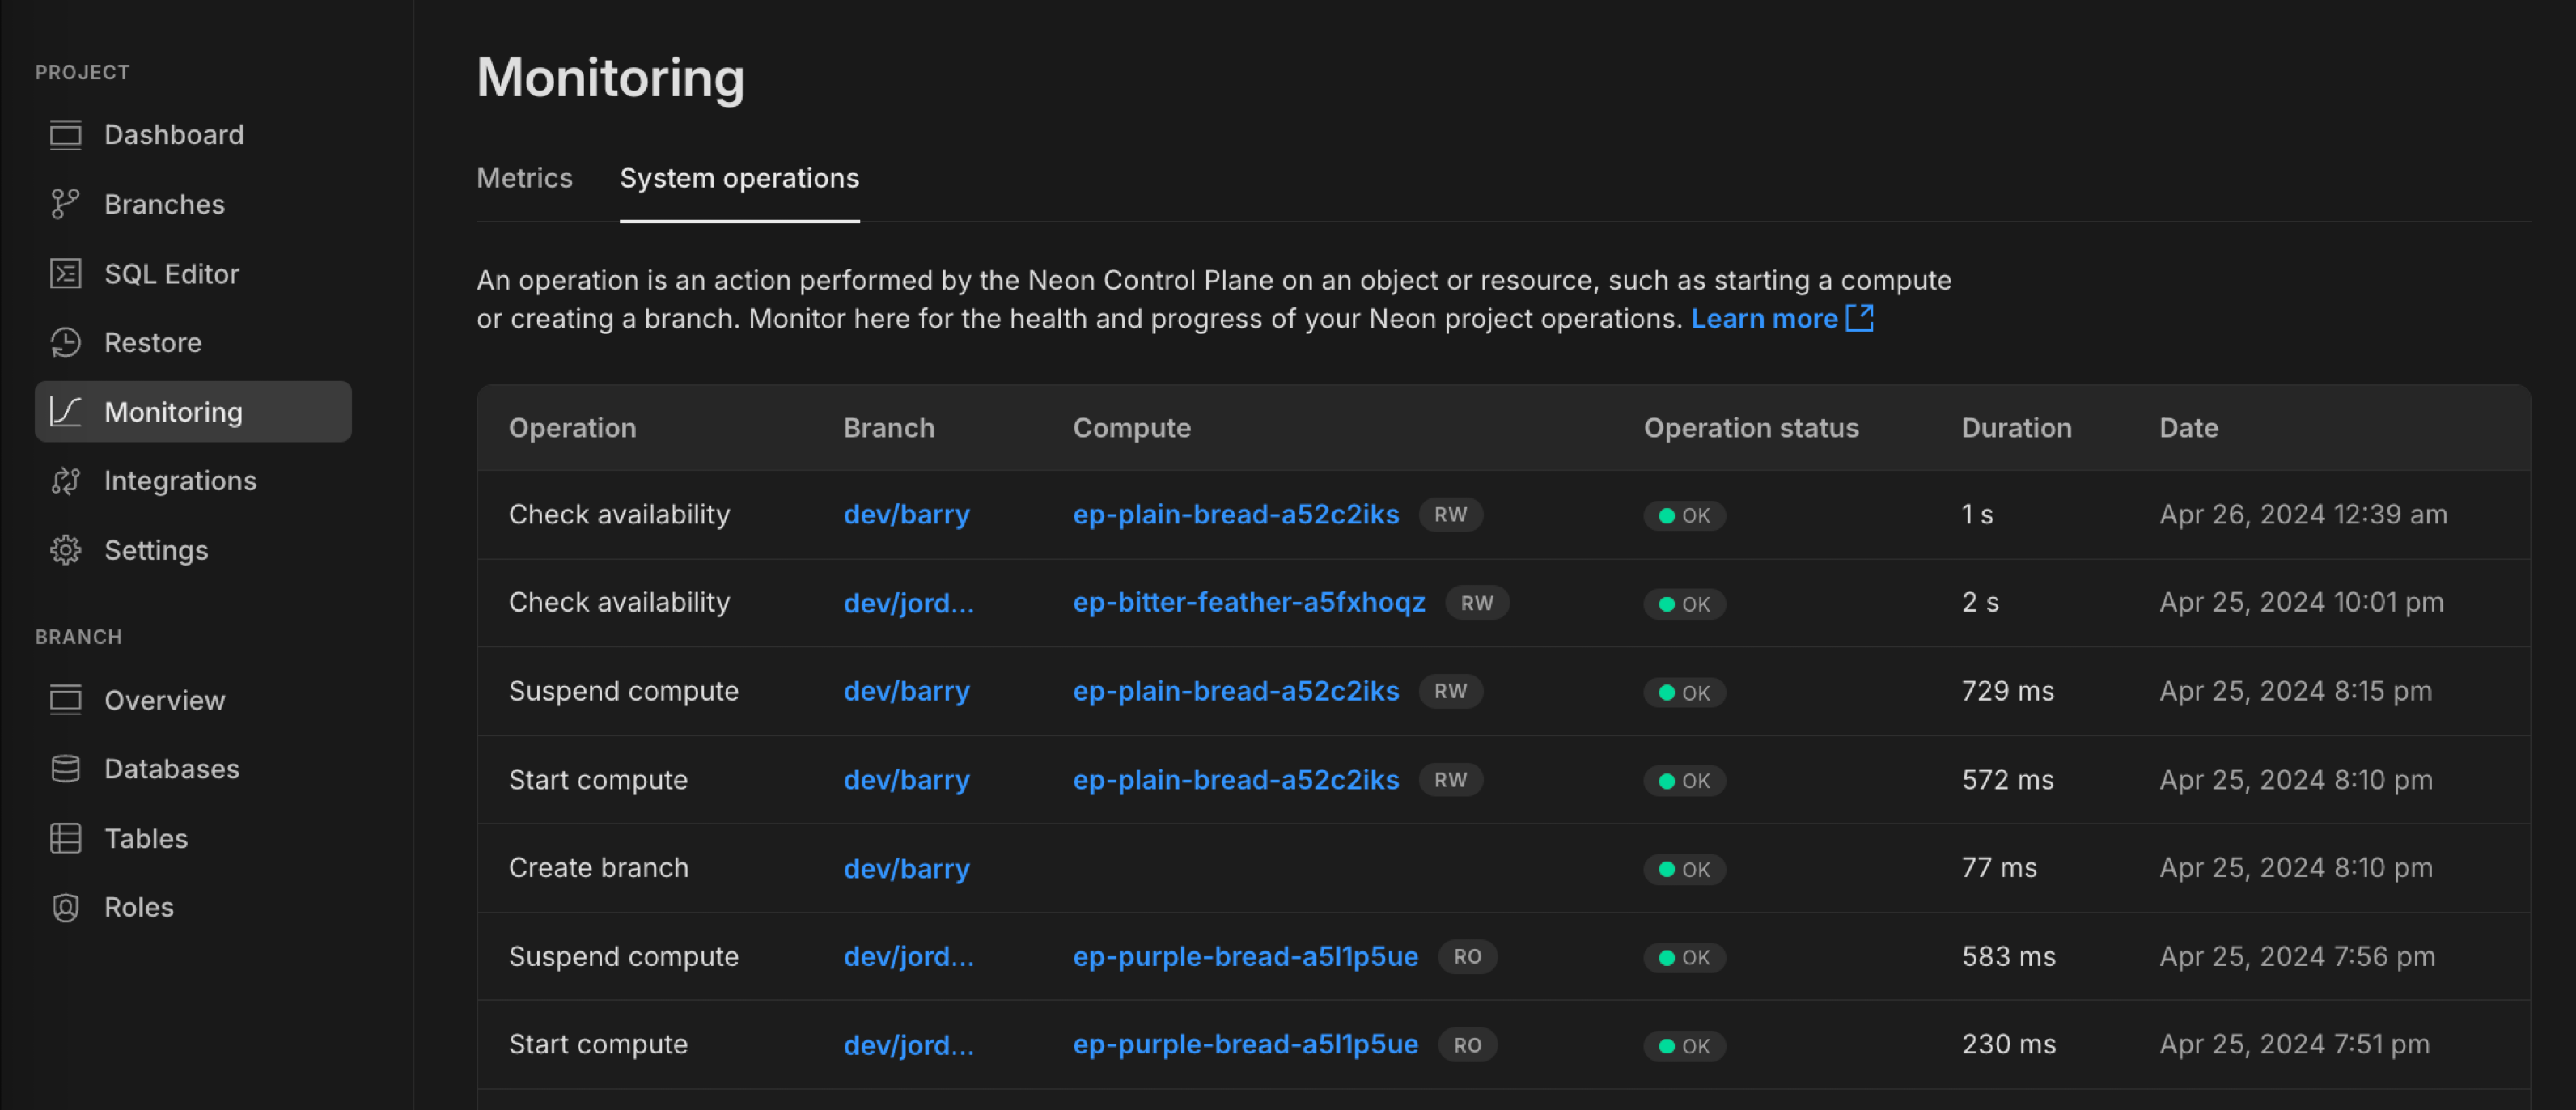 PROJECT
Dashboard
Branches
SQL Editor
Restore
Monitoring
Integrations
Settings
BRANCH
Overview
Databases
Tables
Roles
Monitoring
Metrics System operations
An operation is an action performed by the Neon Control Plane on an object or resource, such as starting a compute
or creating a branch. Monitor here for the health and progress of your Neon project operations. Learn more
Operation Branch Compute Operation status Duration Date
Check availability dev/barry ep-plain-bread-a52c2iks RW OK 1 s Apr 26, 2024 12:39 am
Check availability dev/jord... ep-bitter-feather-a5fxhoqz RW OK 2 s Apr 25, 2024 10:01 pm
Suspend compute dev/barry ep-plain-bread-a52c2iks RW OK 729 ms Apr 25, 2024 8:15 pm
Start compute dev/barry ep-plain-bread-a52c2iks RW OK 572 ms Apr 25, 2024 8:10 pm
Create branch dev/barry OK 77 ms Apr 25, 2024 8:10 pm
Suspend compute dev/jord... ep-purple-bread-a5l1p5ue RO OK 583 ms Apr 25, 2024 7:56 pm
Start compute dev/jord... ep-purple-bread-a5l1p5ue RO OK 230 ms Apr 25, 2024 7:51 pm